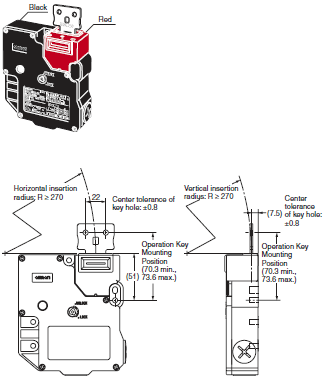 Black
Red
Horizontal insertion
radius: R ≥ 270
22
Center tolerance of
key hole: ±0.8
Operation Key
Mounting
Position
(70.3 min.,
73.6 max.)
(51)
LOCK
Vertical insertion
radius: R ≥ 270
(7.5)
Center
tolerance
of key hole:
±0.8
Operation Key
Mounting
Position
(70.3 min.,
73.6 max.)